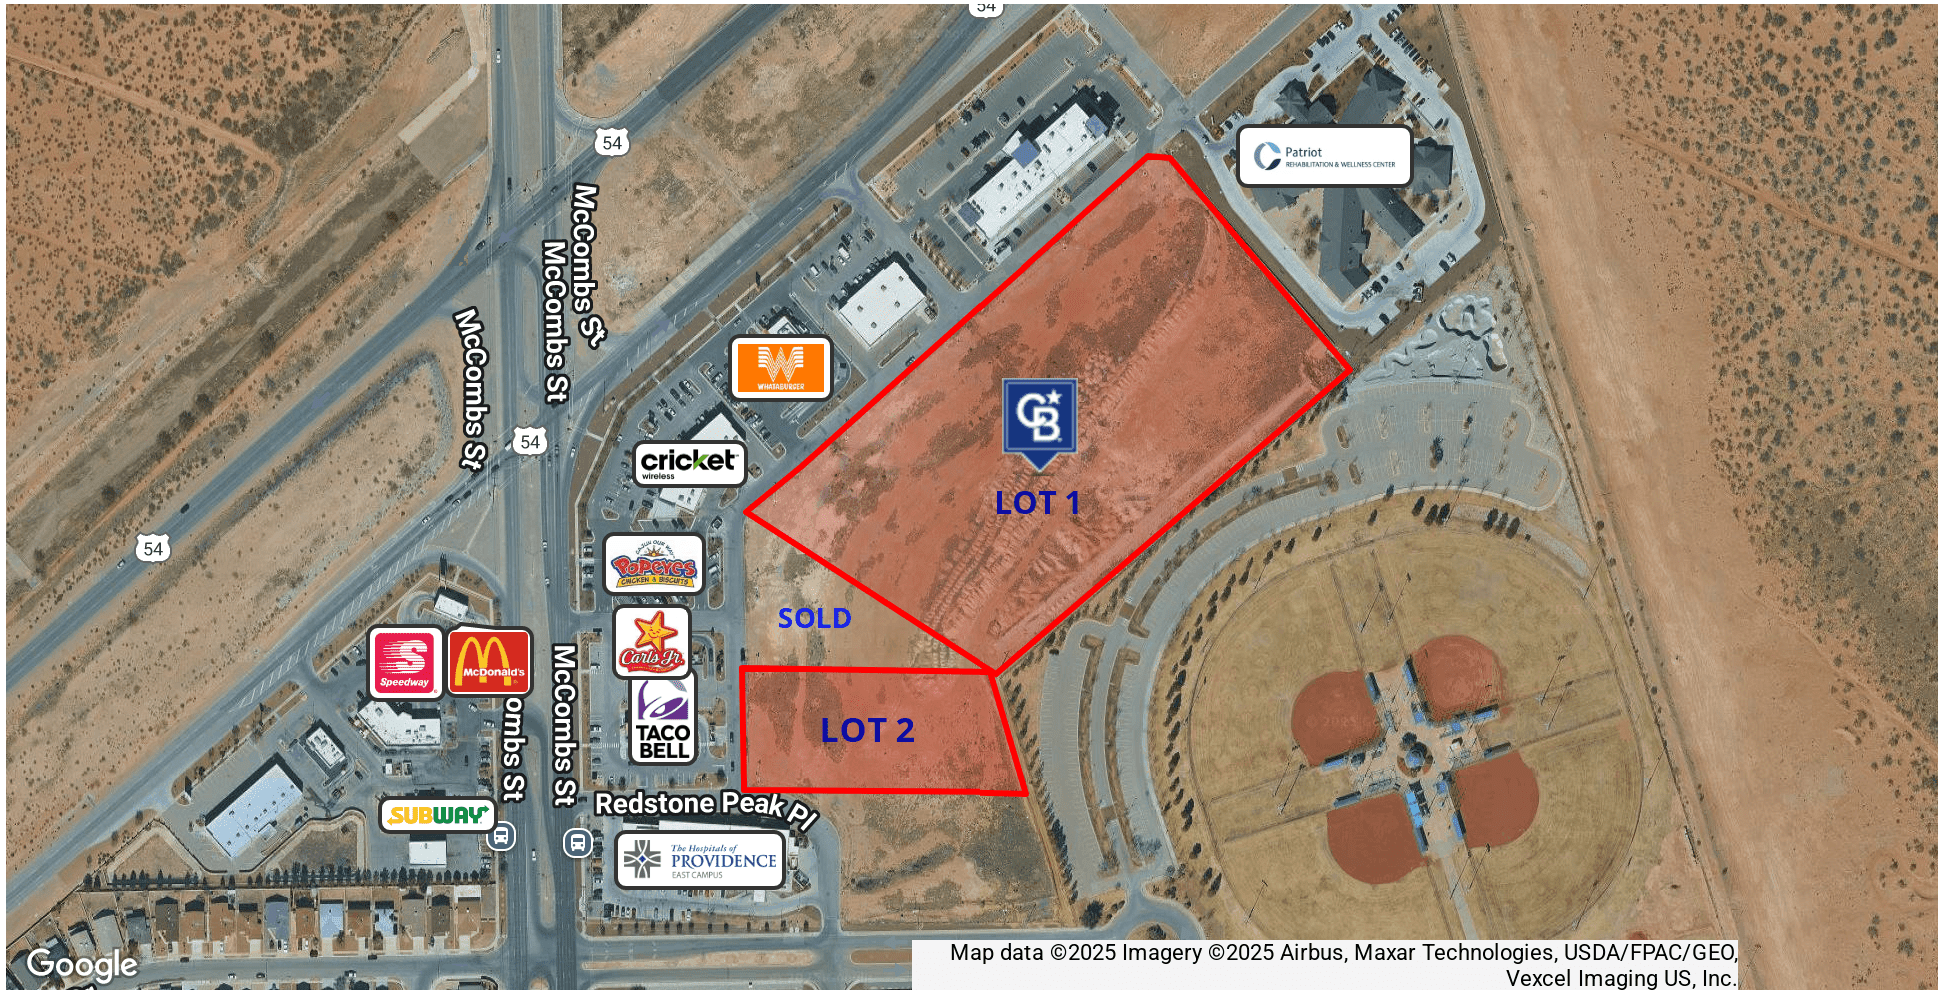 54
54
McCombs St
McCombs St
McCombs St
Patriot
REHABILITATION & WELLNESS CENTER
WHATABURGER
54
cricket
wireless
CB
LOT 1
54
CAJUN OUR WAY
POPEYES
CHICKEN & BISCUITS
SOLD
Carl's Jr.
Speedway
McDonald's
TACO
BELL
LOT 2
ombs St
McCombs St
Redstone Peak Pl
SUBWAY
The Hospitals of
PROVIDENCE
EAST CAMPUS
Google
Map data ©2025 Imagery ©2025 Airbus, Maxar Technologies, USDA/FPAC/GEO,
Vexcel Imaging US, Inc.